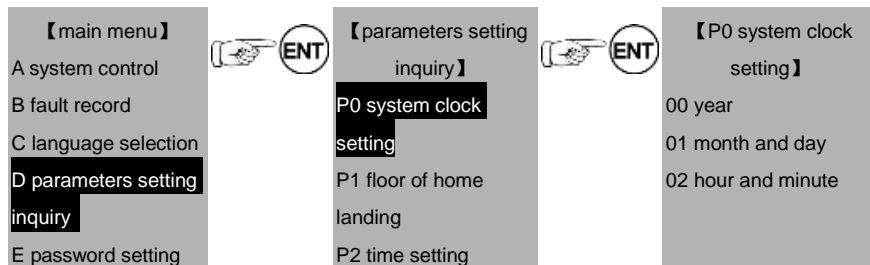 【main menu】
A system control
B fault record
C language selection
D parameters setting
inquiry
E password setting
ENT
【parameters setting
inquiry】
P0 system clock
setting
P1 floor of home
landing
P2 time setting
ENT
【P0 system clock
setting】
00 year
01 month and day
02 hour and minute